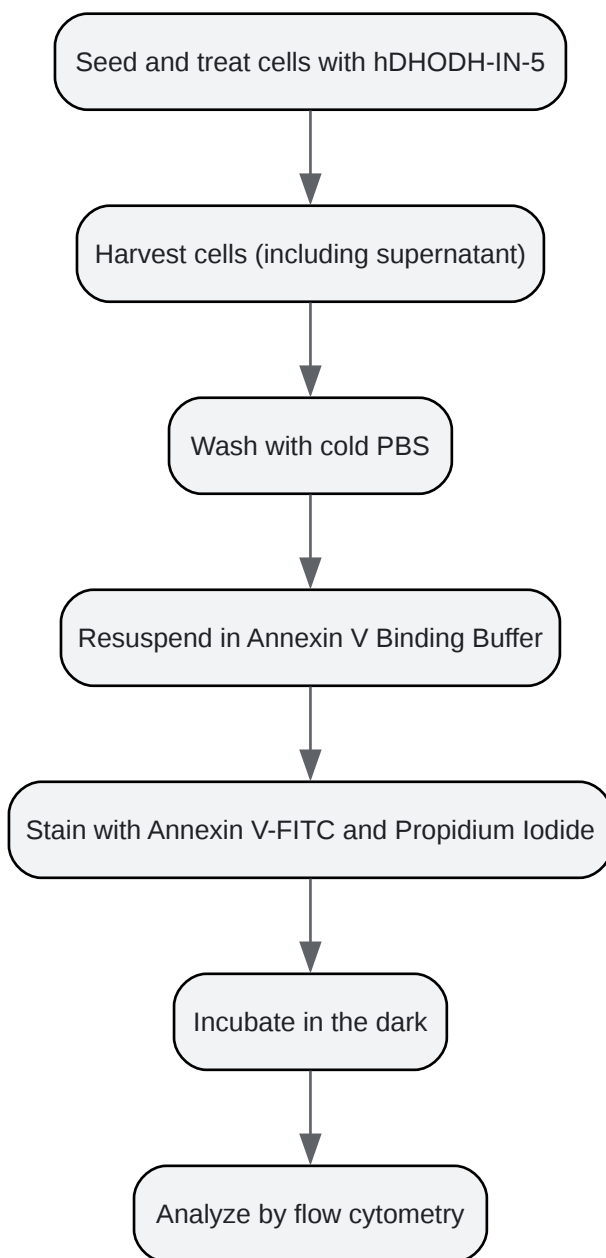 Seed and treat cells with hDHODH-IN-5
Harvest cells (including supernatant)
Wash with cold PBS
Resuspend in Annexin V Binding Buffer
Stain with Annexin V-FITC and Propidium Iodide
Incubate in the dark
Analyze by flow cytometry